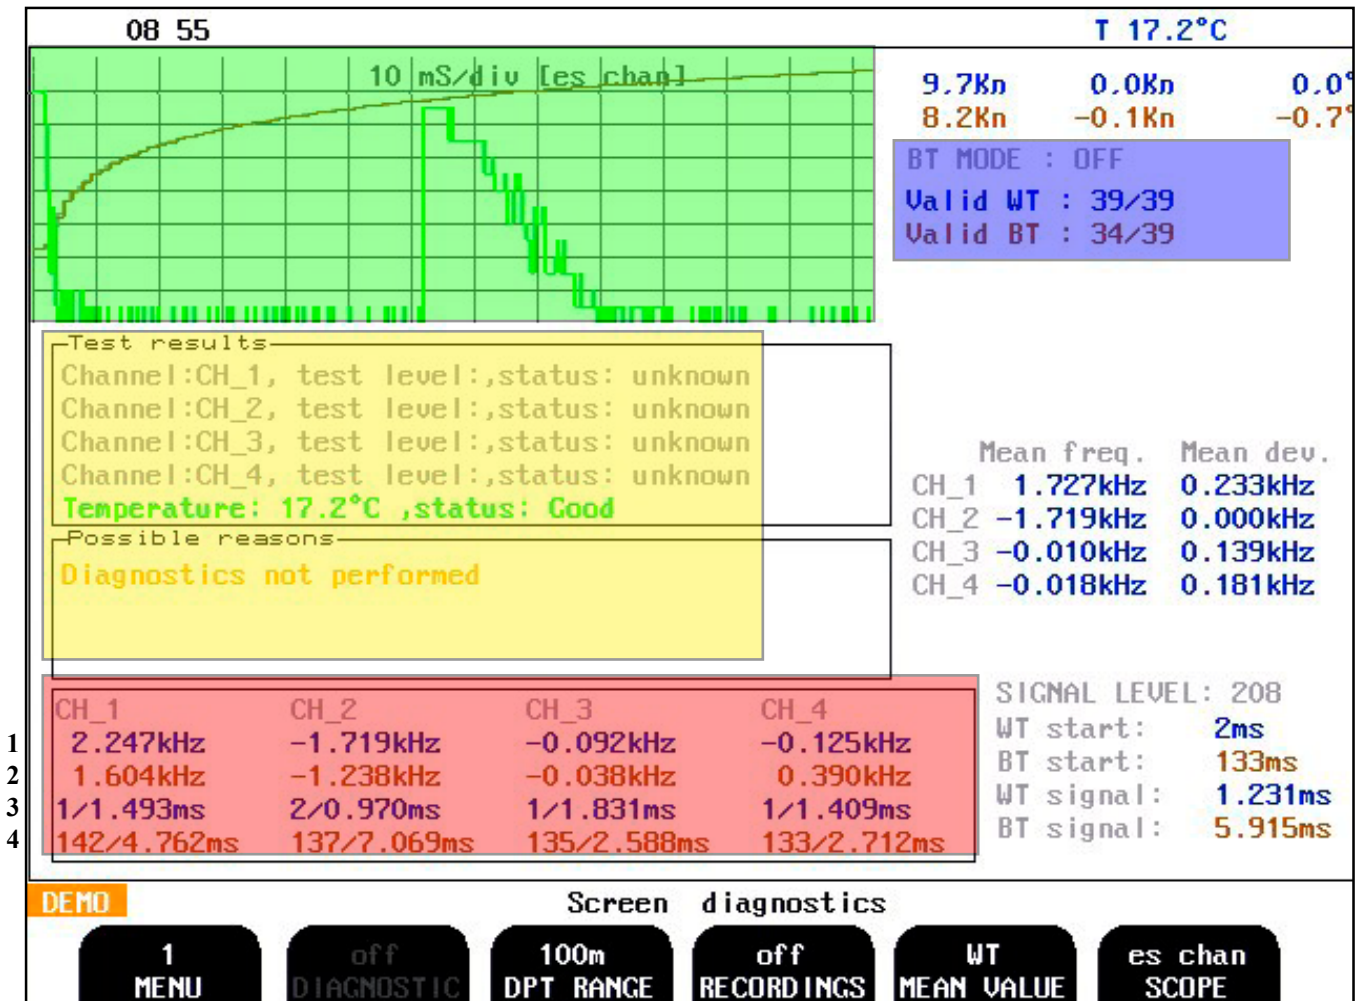 08 55 T 17.2°C
10 mS/div [es chan]
9.7Kn 0.0Kn 0.0°
8.2Kn -0.1Kn -0.7°
BT MODE : OFF
Valid WT : 39/39
Valid BT : 34/39
Test results
Channel:CH_1, test level:,status: unknown
Channel:CH_2, test level:,status: unknown
Channel:CH_3, test level:,status: unknown
Channel:CH_4, test level:,status: unknown
Temperature: 17.2°C ,status: Good
Possible reasons
Diagnostics not performed
Mean freq. Mean dev.
CH_1 1.727kHz 0.233kHz
CH_2 -1.719kHz 0.000kHz
CH_3 -0.010kHz 0.139kHz
CH_4 -0.018kHz 0.181kHz
CH_1 CH_2 CH_3 CH_4
1 2.247kHz -1.719kHz -0.092kHz -0.125kHz
2 1.604kHz -1.238kHz -0.038kHz 0.390kHz
3 1/1.493ms 2/0.970ms 1/1.831ms 1/1.409ms
4 142/4.762ms 137/7.069ms 135/2.588ms 133/2.712ms
SIGNAL LEVEL: 208
WT start: 2ms
BT start: 133ms
WT signal: 1.231ms
BT signal: 5.915ms
DEMO Screen diagnostics
1 off 100m off WT es chan
MENU DIAGNOSTIC DPT RANGE RECORDINGS MEAN VALUE SCOPE